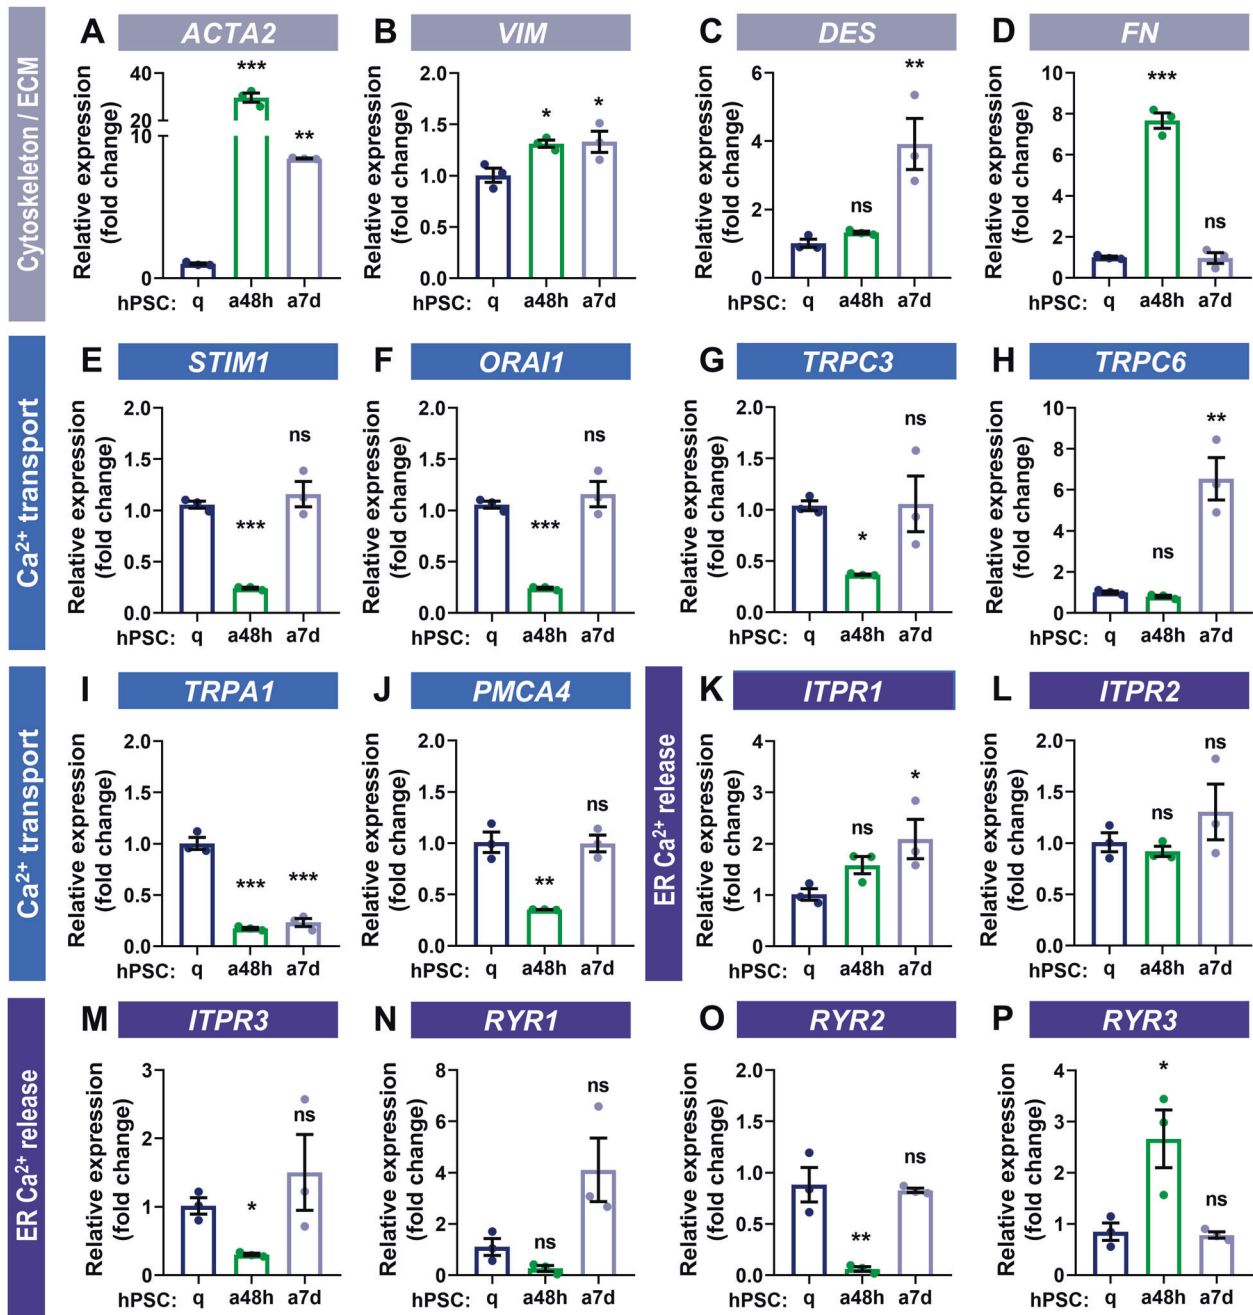 Cytoskeleton / ECM
A ACTA2
Relative expression
(fold change)
40
20
10
0
***
**
hPSC: q a48h a7d
B VIM
Relative expression
(fold change)
2.0
1.5
1.0
0.5
0.0
*
*
q a48h a7d
C DES
Relative expression
(fold change)
6
4
2
0
ns
**
hPSC: q a48h a7d
D FN
Relative expression
(fold change)
10
8
6
4
2
0
***
ns
hPSC: q a48h a7d
Ca²⁺ transport
E STIM1
Relative expression
(fold change)
2.0
1.5
1.0
0.5
0.0
***
ns
hPSC: q a48h a7d
F ORAI1
Relative expression
(fold change)
2.0
1.5
1.0
0.5
0.0
***
ns
hPSC: q a48h a7d
G TRPC3
Relative expression
(fold change)
2.0
1.5
1.0
0.5
0.0
*
ns
hPSC: q a48h a7d
H TRPC6
Relative expression
(fold change)
10
8
6
4
2
0
ns
**
hPSC: q a48h a7d
Ca²⁺ transport
I TRPA1
Relative expression
(fold change)
2.0
1.5
1.0
0.5
0.0
***
***
hPSC: q a48h a7d
J PMCA4
Relative expression
(fold change)
2.0
1.5
1.0
0.5
0.0
**
ns
hPSC: q a48h a7d
ER Ca²⁺ release
K ITPR1
Relative expression
(fold change)
4
3
2
1
0
ns
*
hPSC: q a48h a7d
L ITPR2
Relative expression
(fold change)
2.0
1.5
1.0
0.5
0.0
ns
ns
hPSC: q a48h a7d
ER Ca²⁺ release
M ITPR3
Relative expression
(fold change)
3
2
1
0
*
ns
hPSC: q a48h a7d
N RYR1
Relative expression
(fold change)
8
6
4
2
0
ns
ns
hPSC: q a48h a7d
O RYR2
Relative expression
(fold change)
2.0
1.5
1.0
0.5
0.0
**
ns
hPSC: q a48h a7d
P RYR3
Relative expression
(fold change)
4
3
2
1
0
*
ns
hPSC: q a48h a7d